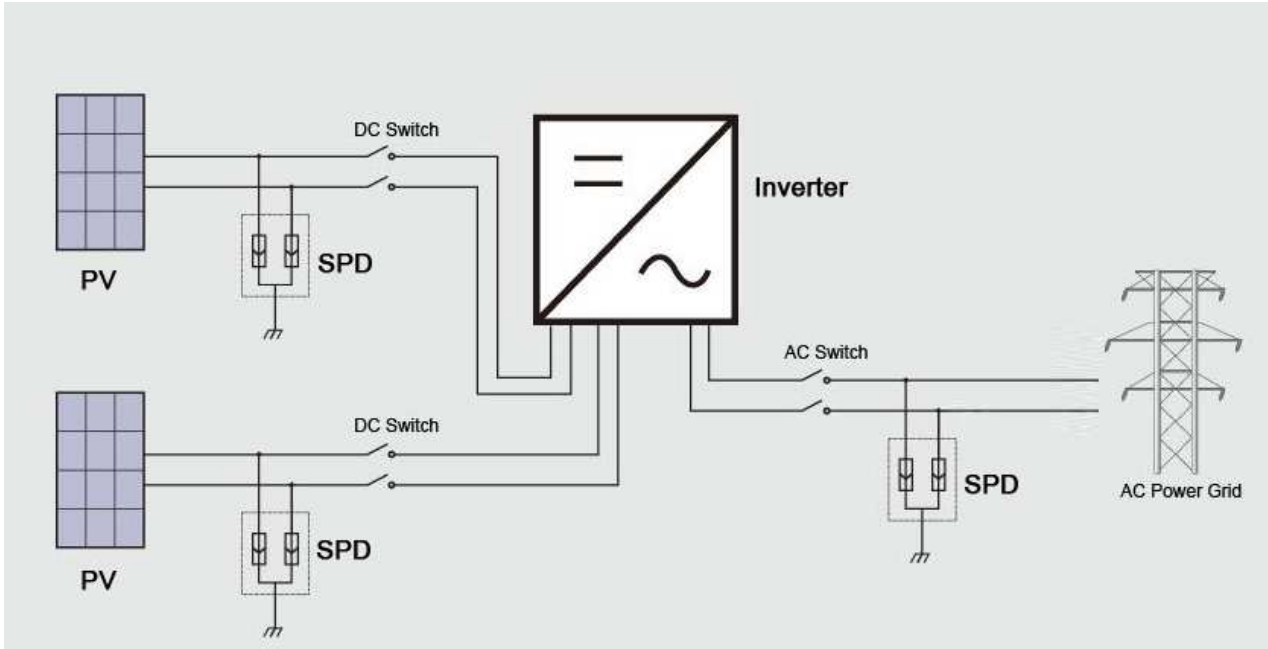 DC Switch
Inverter
SPD
PV
AC Switch
DC Switch
SPD
AC Power Grid
SPD
PV